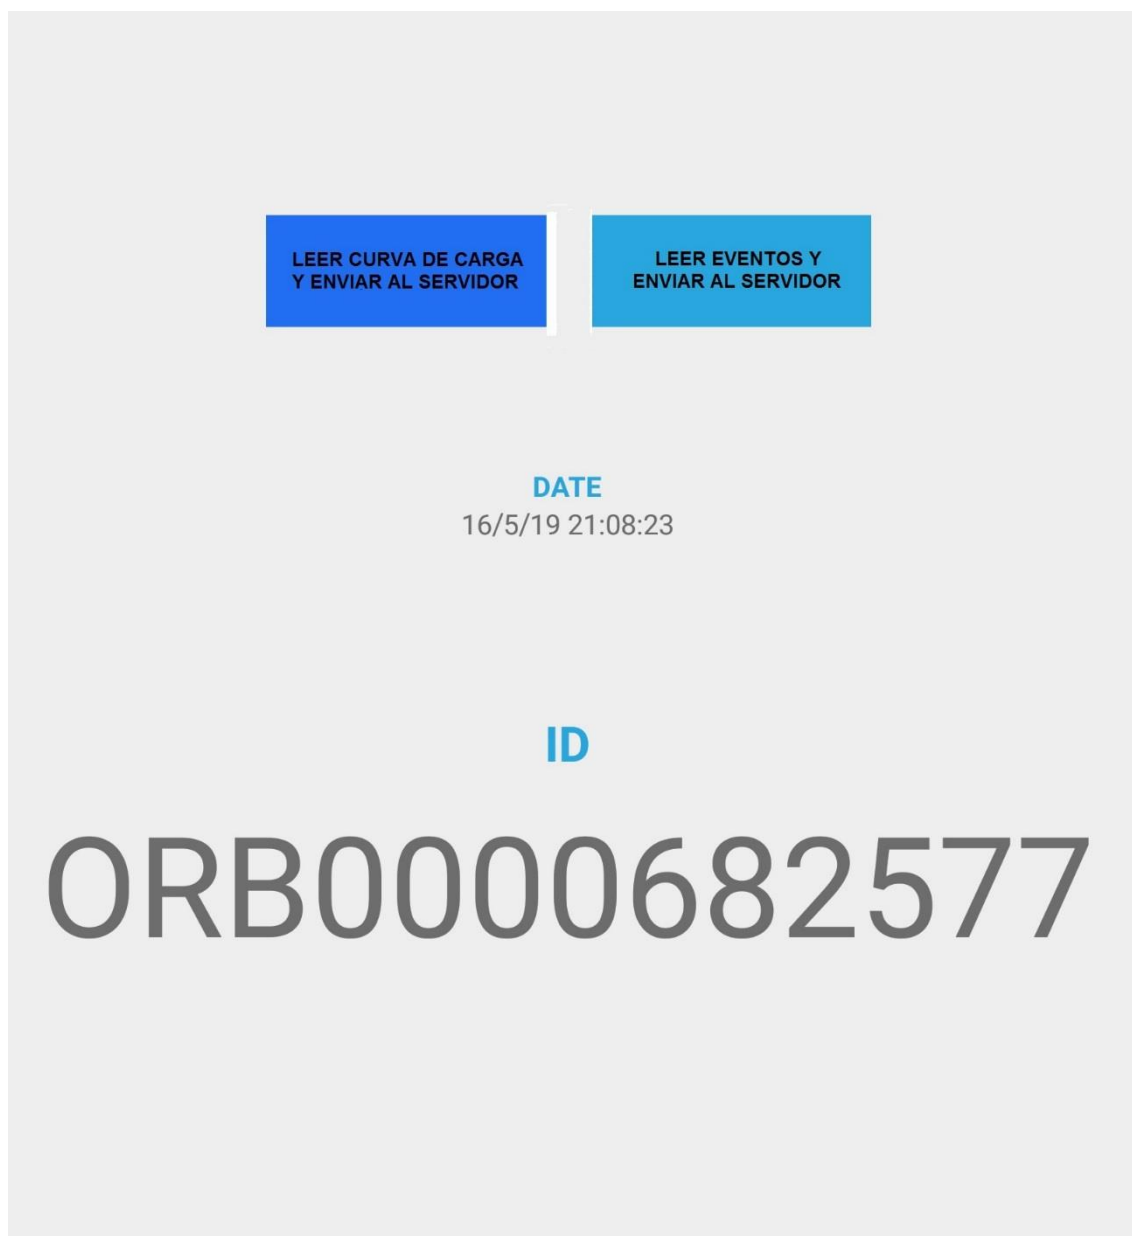 LEER CURVA DE CARGA
Y ENVIAR AL SERVIDOR
LEER EVENTOS Y
ENVIAR AL SERVIDOR
DATE
16/5/19 21:08:23
ID
ORB0000682577